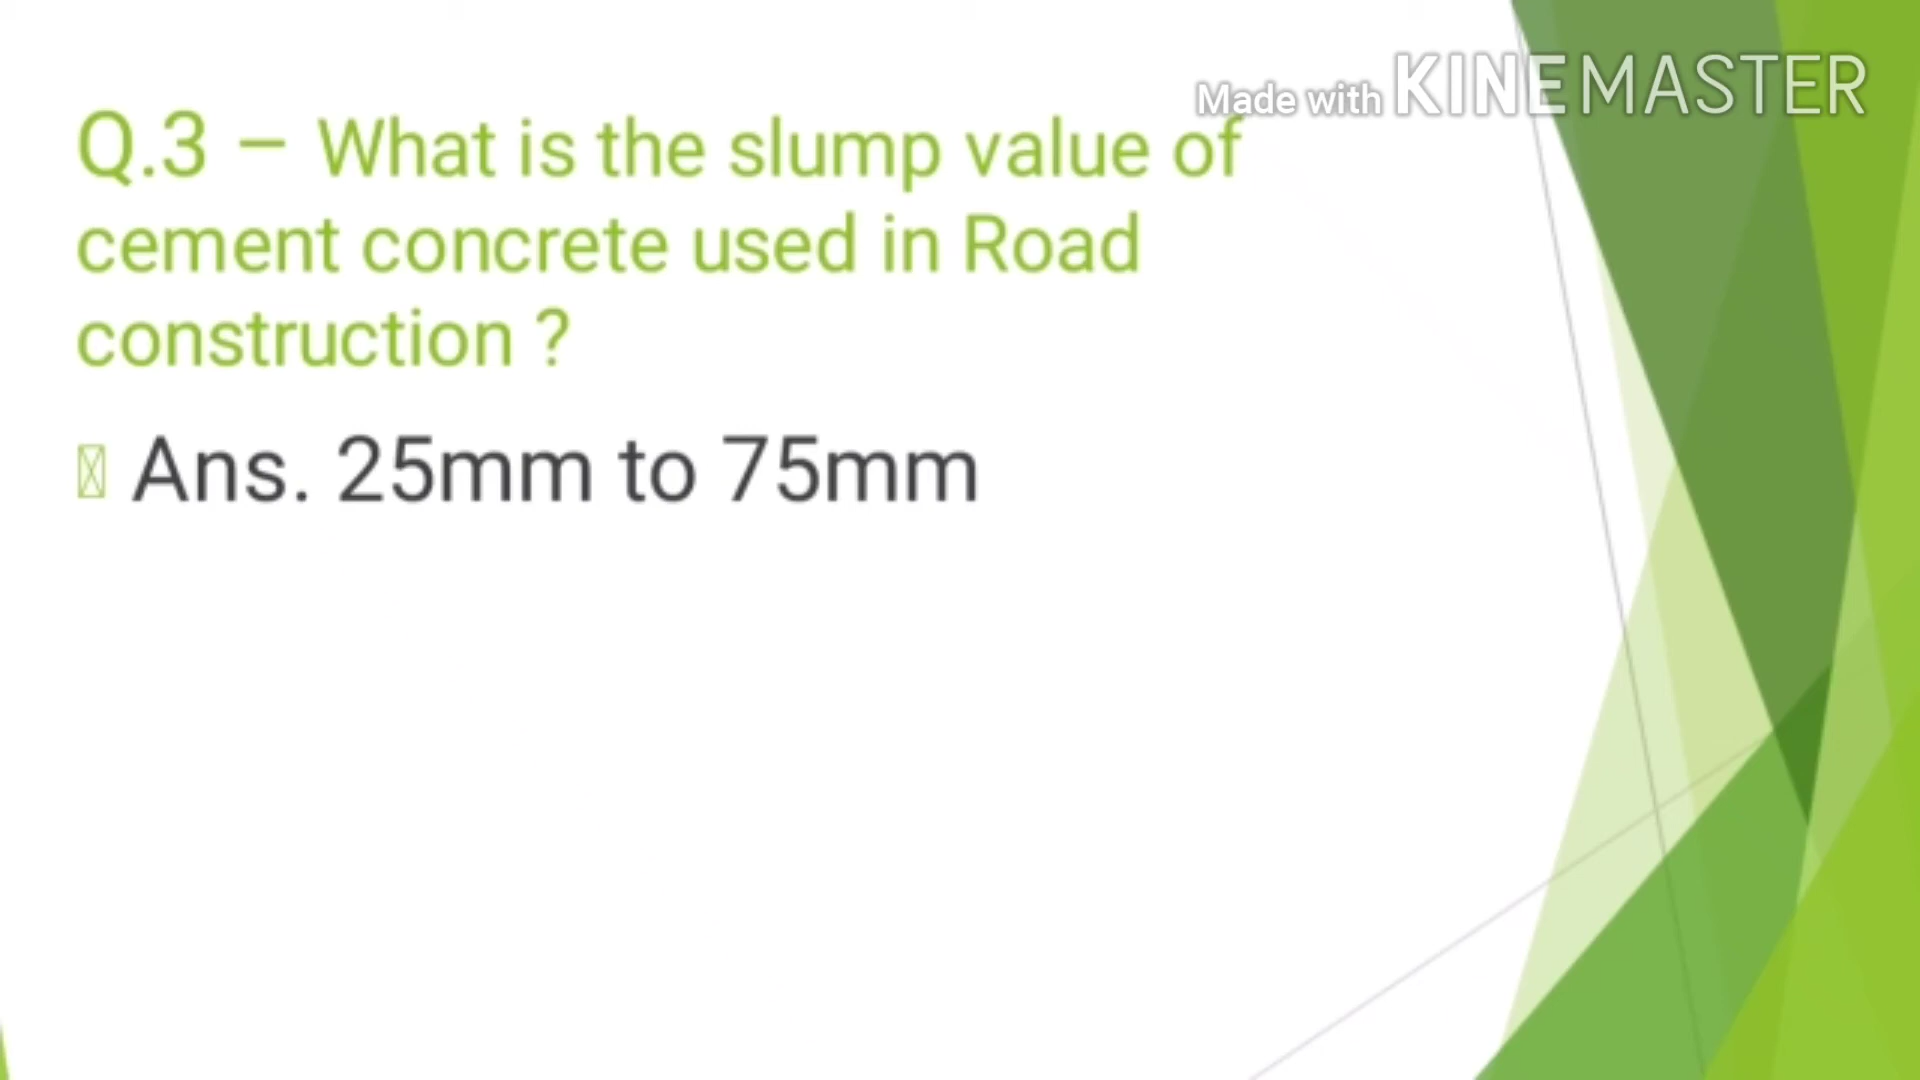 Made with KINEMASTER
Q.3 – What is the slump value of
cement concrete used in Road
construction ?
Ans. 25mm to 75mm